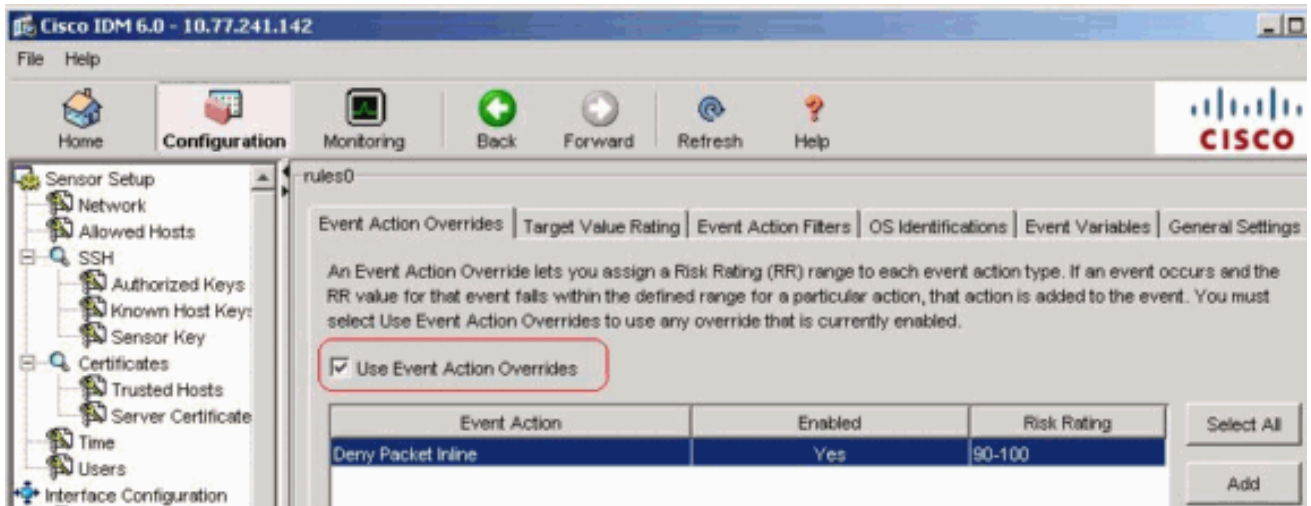 Cisco IDM 6.0 - 10.77.241.142
File Help
Home Configuration Monitoring Back Forward Refresh Help
CISCO
Sensor Setup
Network
Allowed Hosts
SSH
Authorized Keys
Known Host Key:
Sensor Key
Certificates
Trusted Hosts
Server Certificate
Time
Users
Interface Configuration
rules0
Event Action Overrides Target Value Rating Event Action Filters OS Identifications Event Variables General Settings
An Event Action Override lets you assign a Risk Rating (RR) range to each event action type. If an event occurs and the
RR value for that event falls within the defined range for a particular action, that action is added to the event. You must
select Use Event Action Overrides to use any override that is currently enabled.
Use Event Action Overrides
Event Action Enabled Risk Rating
Deny Packet Inline Yes 90-100
Select All
Add